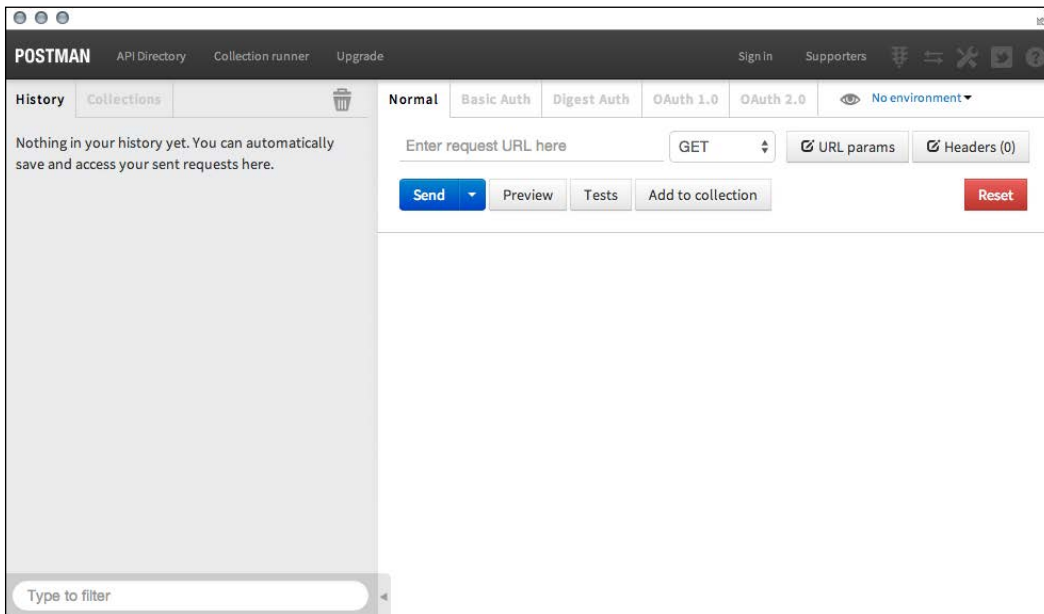 POSTMAN API Directory Collection runner Upgrade Sign in Supporters
History Collections
Nothing in your history yet. You can automatically
save and access your sent requests here.
Type to filter
Normal Basic Auth Digest Auth OAuth 1.0 OAuth 2.0 No environment
Enter request URL here GET URL params Headers (0)
Send Preview Tests Add to collection Reset